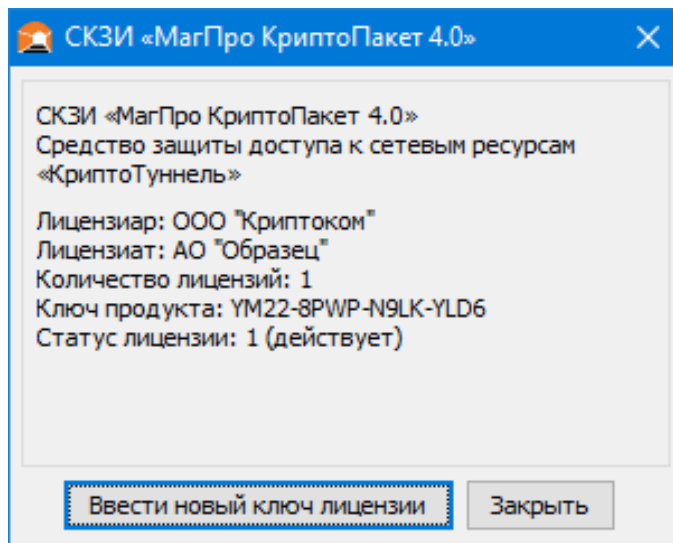 СКЗИ «МагПро КриптоПакет 4.0»
СКЗИ «МагПро КриптоПакет 4.0»
Средство защиты доступа к сетевым ресурсам
«КриптоТуннель»
Лицензиар: ООО "Криптоком"
Лицензиат: АО "Образец"
Количество лицензий: 1
Ключ продукта: YM22-8PWP-N9LK-YLD6
Статус лицензии: 1 (действует)
Ввести новый ключ лицензии
Закрыть